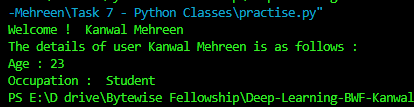 -Mehreen\Task 7 - Python Classes\practise.py"
Welcome !  Kanwal Mehreen
The details of user Kanwal Mehreen is as follows :
Age : 23
Occupation :  Student
PS E:\D drive\Bytewise Fellowship\Deep-Learning-BWF-Kanwal